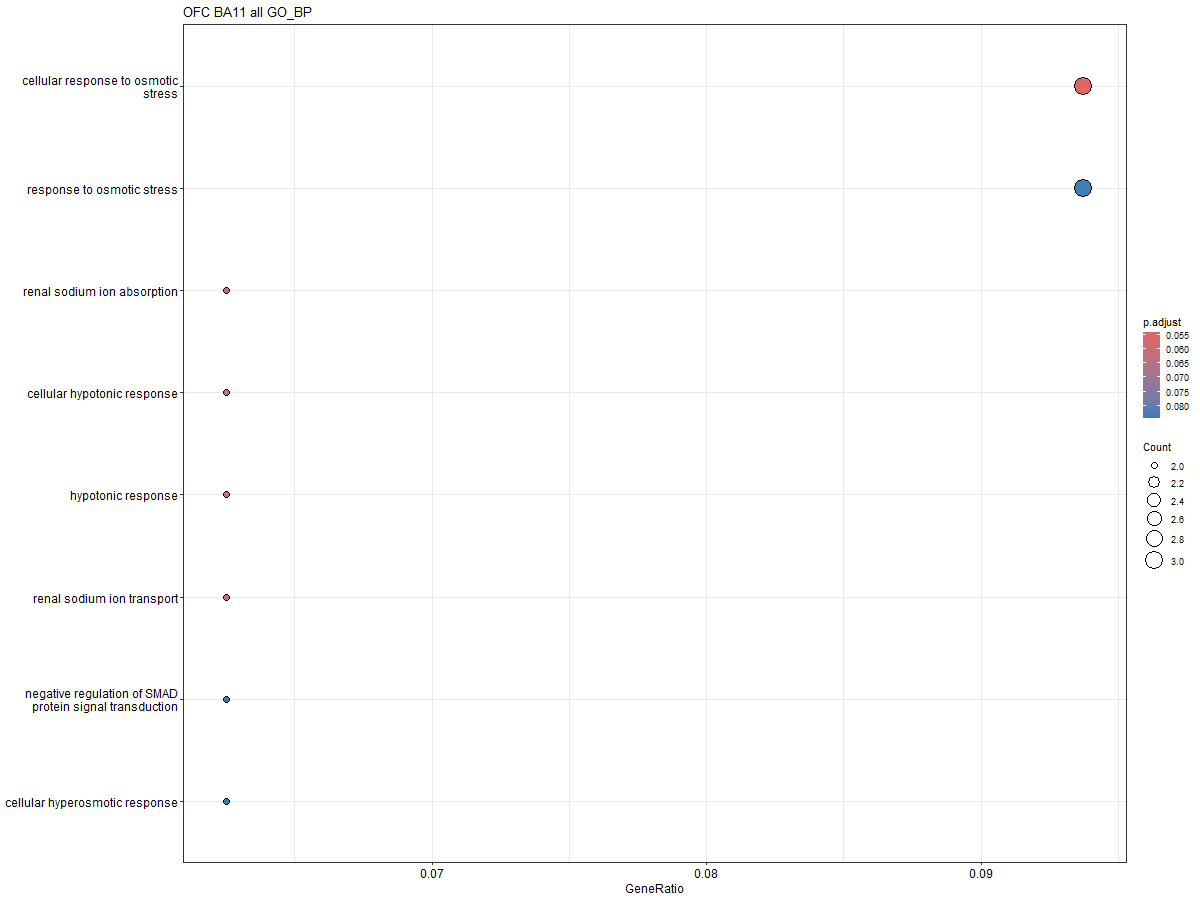 OFC BA11 all GO_BP
cellular response to osmotic
stress
response to osmotic stress
renal sodium ion absorption
cellular hypotonic response
hypotonic response
renal sodium ion transport
negative regulation of SMAD
protein signal transduction
cellular hyperosmotic response
0.07
0.08
0.09
GeneRatio
p.adjust
0.055
0.060
0.065
0.070
0.075
0.080
Count
2.0
2.2
2.4
2.6
2.8
3.0